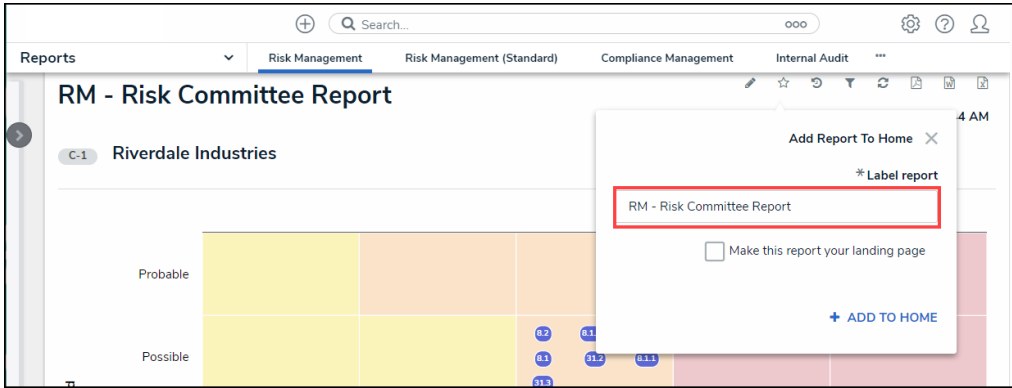 Search...
Reports
Risk Management
Risk Management (Standard)
Compliance Management
Internal Audit
RM - Risk Committee Report
4 AM
C-1
Riverdale Industries
Add Report To Home
* Label report
RM - Risk Committee Report
Make this report your landing page
+ ADD TO HOME
Probable
Possible
8.2
8.1
31.2
8.1.1
31.3